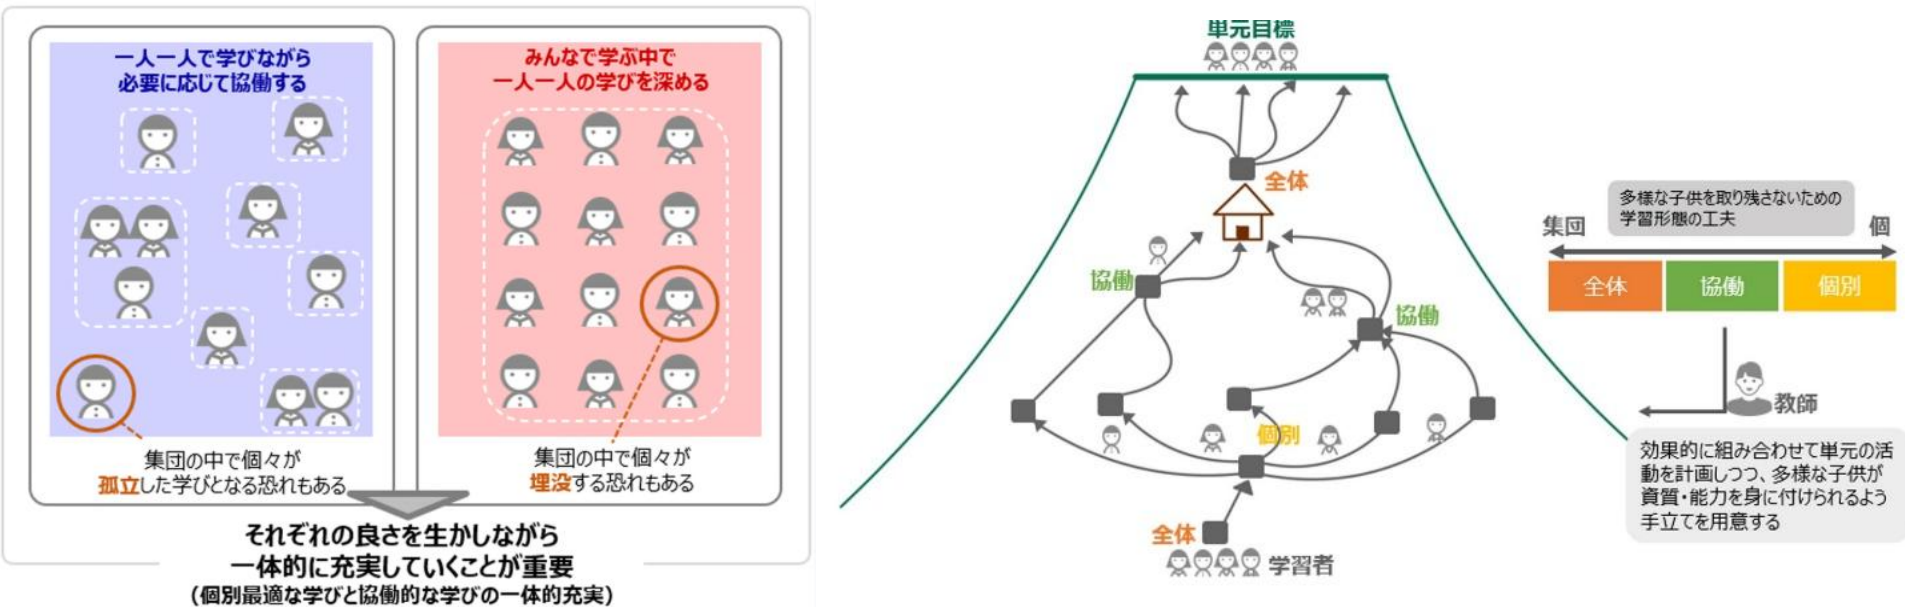 一人一人で学びながら
必要に応じて協働する
みんなで学ぶ中で
一人一人の学びを深める
集団の中で個々が
孤立した学びとなる恐れもある
集団の中で個々が
埋没する恐れもある
それぞれの良さを生かしながら
一体的に充実していくことが重要
（個別最適な学びと協働的な学びの一体的充実）
単元目標
全体
協働
協働
個別
全体
学習者
多様な子供を取り残さないための
学習形態の工夫
集団
個
全体
協働
個別
教師
効果的に組み合わせて単元の活
動を計画しつつ、多様な子供が
資質・能力を身に付けられるよう
手立てを用意する